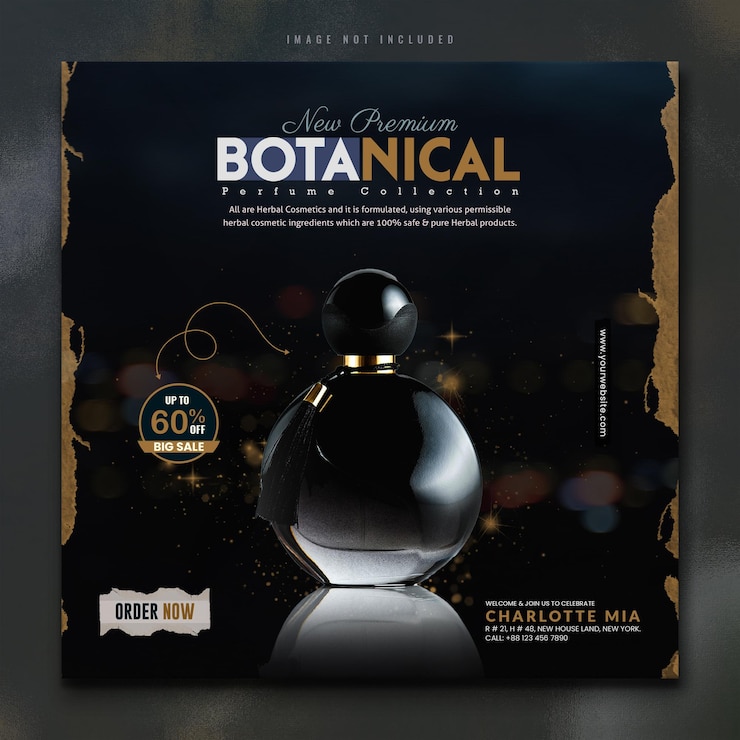 IMAGE NOT INCLUDED
New Premium
BOTANICAL
Perfume Collection
All are Herbal Cosmetics and it is formulated, using various permissible
herbal cosmetic ingredients which are 100% safe & pure Herbal products.
www.yourwebsite.com
UP TO
60% OFF
BIG SALE
ORDER NOW
WELCOME & JOIN US TO CELEBRATE
CHARLOTTE MIA
R # 21, H # 48, NEW HOUSE LAND, NEW YORK.
CALL: +88 123 456 7890